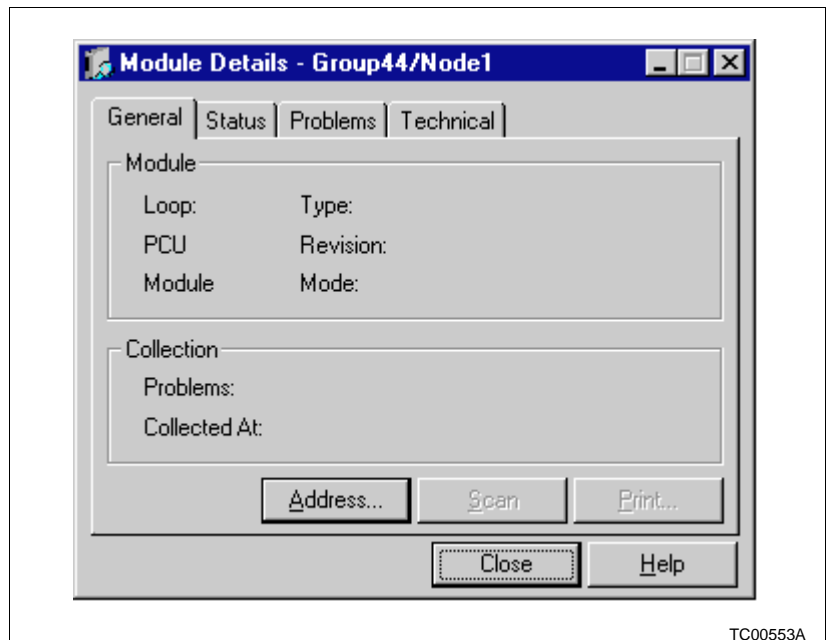 Module Details - Group44/Node1
General Status Problems Technical
Module
Loop: Type:
PCU Revision:
Module Mode:
Collection
Problems:
Collected At:
Address... Scan Print...
Close Help
TC00553A